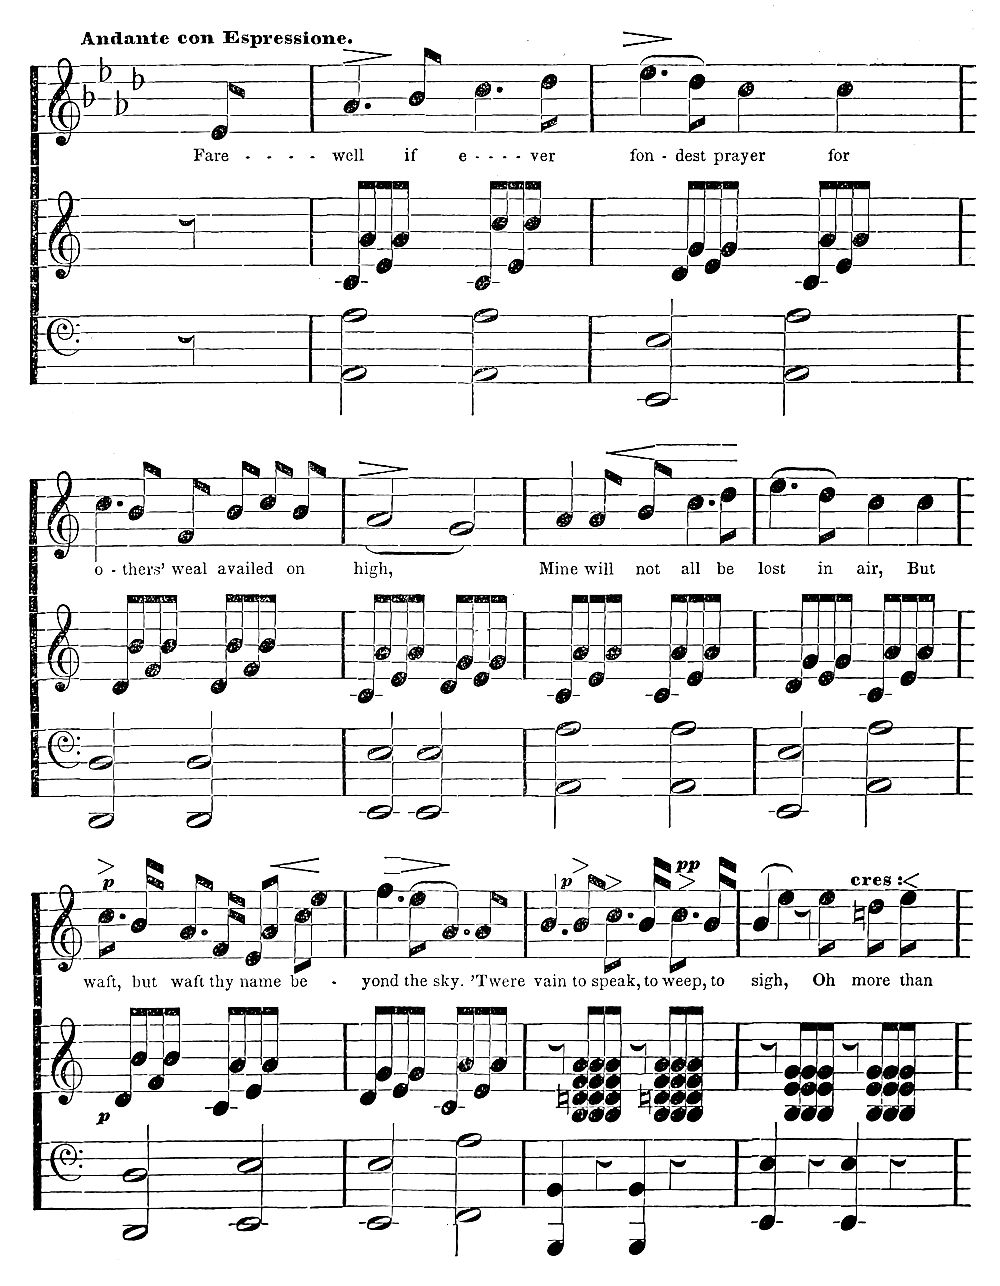 Andante con Espressione.
Fare - - - - - well if e - - - - ver fon - dest prayer for
o - thers' weal availed on high, Mine will not all be lost in air, But
p p pp cres :
waft, but waft thy name be - yond the sky. 'Twere vain to speak, to weep, to sigh, Oh more than
p